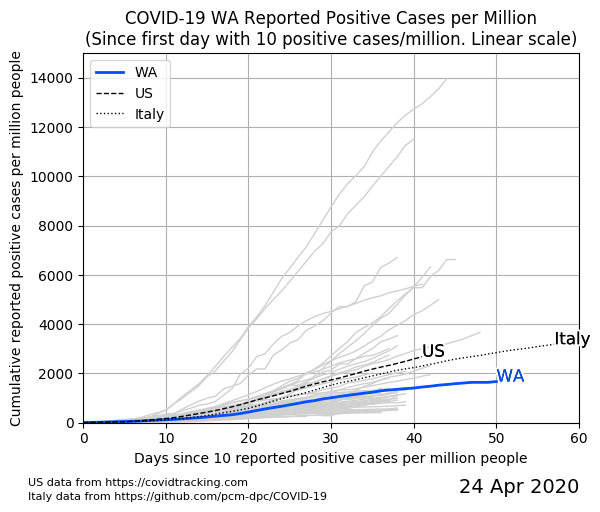 COVID-19 WA Reported Positive Cases per Million
(Since first day with 10 positive cases/million. Linear scale)
Cumulative reported positive cases per million people
14000
12000
10000
8000
6000
4000
2000
0
WA
US
Italy
US
Italy
WA
0 10 20 30 40 50 60
Days since 10 reported positive cases per million people
US data from https://covidtracking.com
Italy data from https://github.com/pcm-dpc/COVID-19
24 Apr 2020